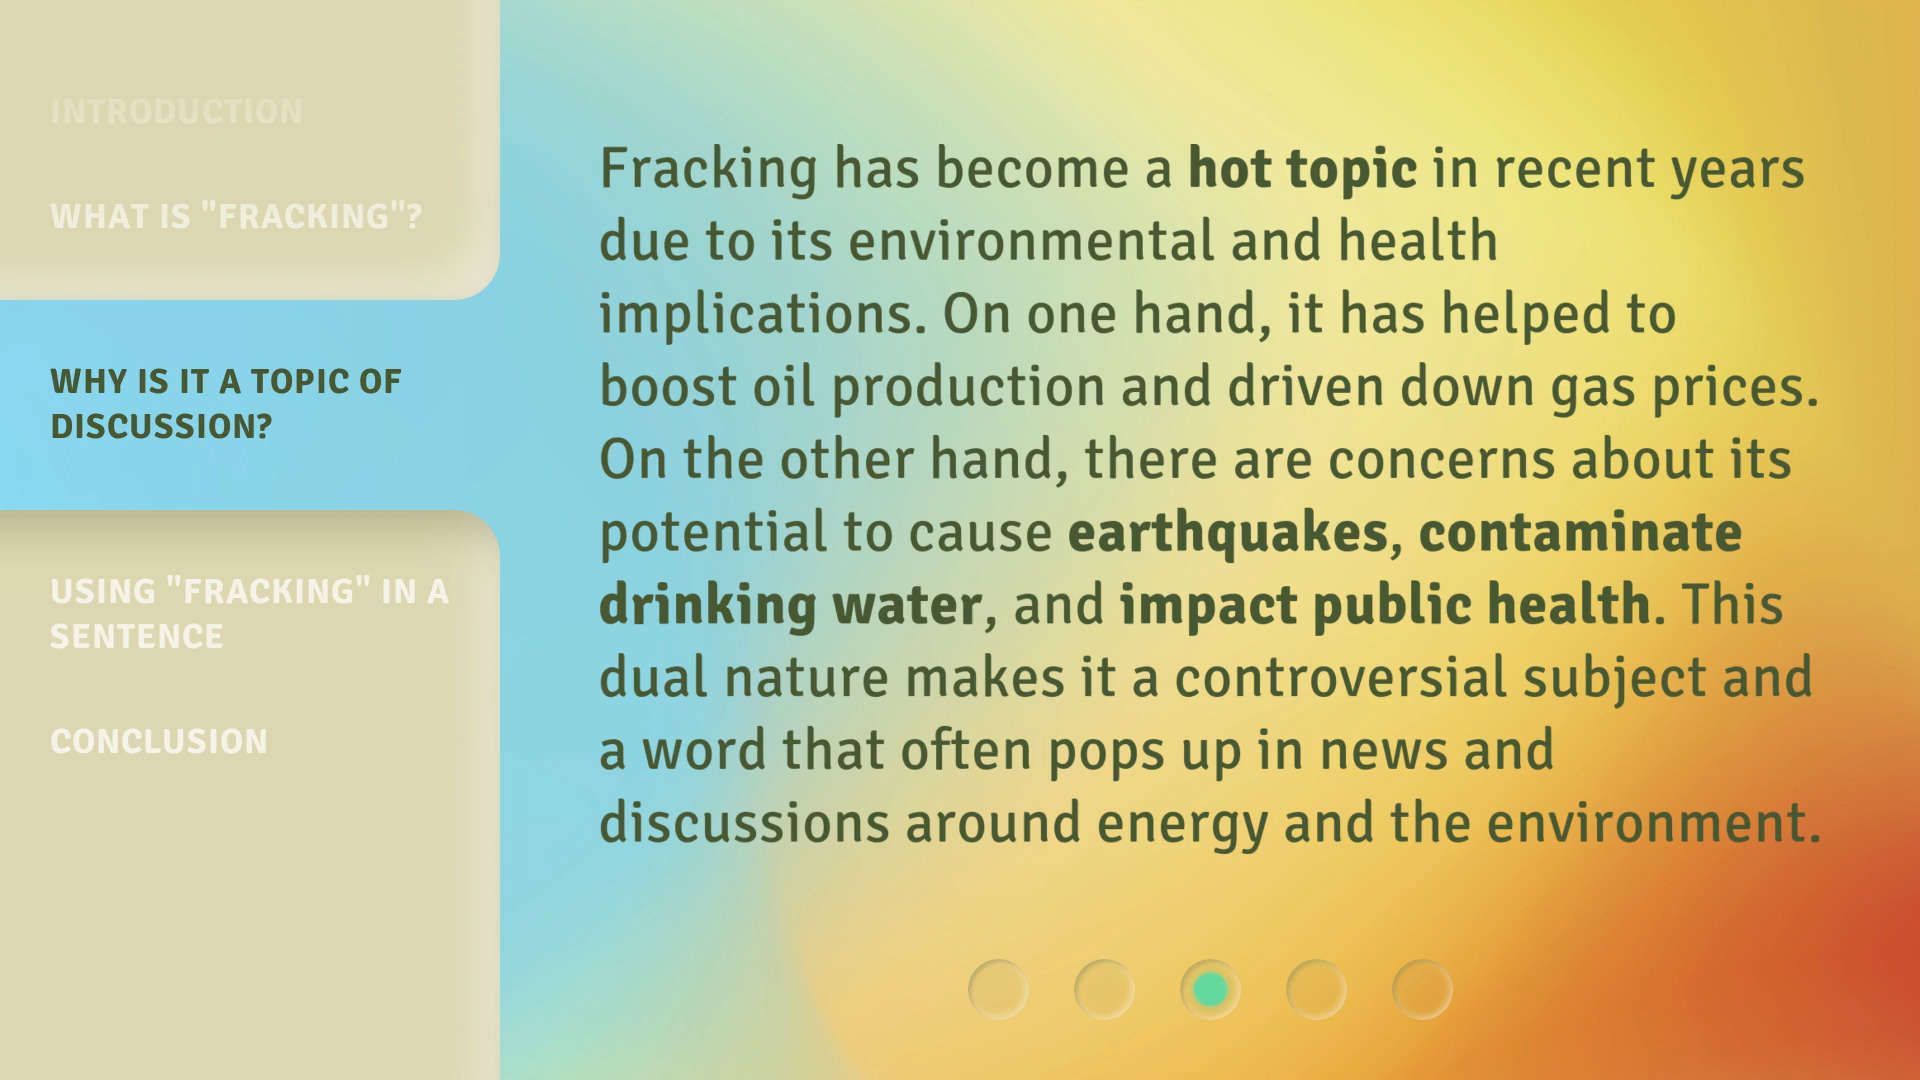 INTRODUCTION
WHAT IS "FRACKING"?
WHY IS IT A TOPIC OF
DISCUSSION?
USING "FRACKING" IN A
SENTENCE
CONCLUSION
Fracking has become a hot topic in recent years
due to its environmental and health
implications. On one hand, it has helped to
boost oil production and driven down gas prices.
On the other hand, there are concerns about its
potential to cause earthquakes, contaminate
drinking water, and impact public health. This
dual nature makes it a controversial subject and
a word that often pops up in news and
discussions around energy and the environment.